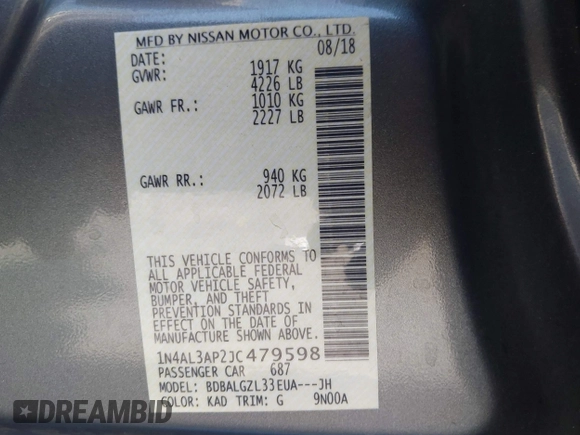 MFD BY NISSAN MOTOR CO., LTD.
DATE: 08/18
GVWR: 1917 KG
4226 LB
GAWR FR.: 1010 KG
2227 LB
GAWR RR.: 940 KG
2072 LB
THIS VEHICLE CONFORMS TO
ALL APPLICABLE FEDERAL
MOTOR VEHICLE SAFETY,
BUMPER, AND THEFT
PREVENTION STANDARDS IN
EFFECT ON THE DATE OF
MANUFACTURE SHOWN ABOVE.
1N4AL3AP2JC479598
PASSENGER CAR 687
MODEL: BDBALGZL33EUA---JH
COLOR: KAD TRIM: G 9N00A
DREAMBID